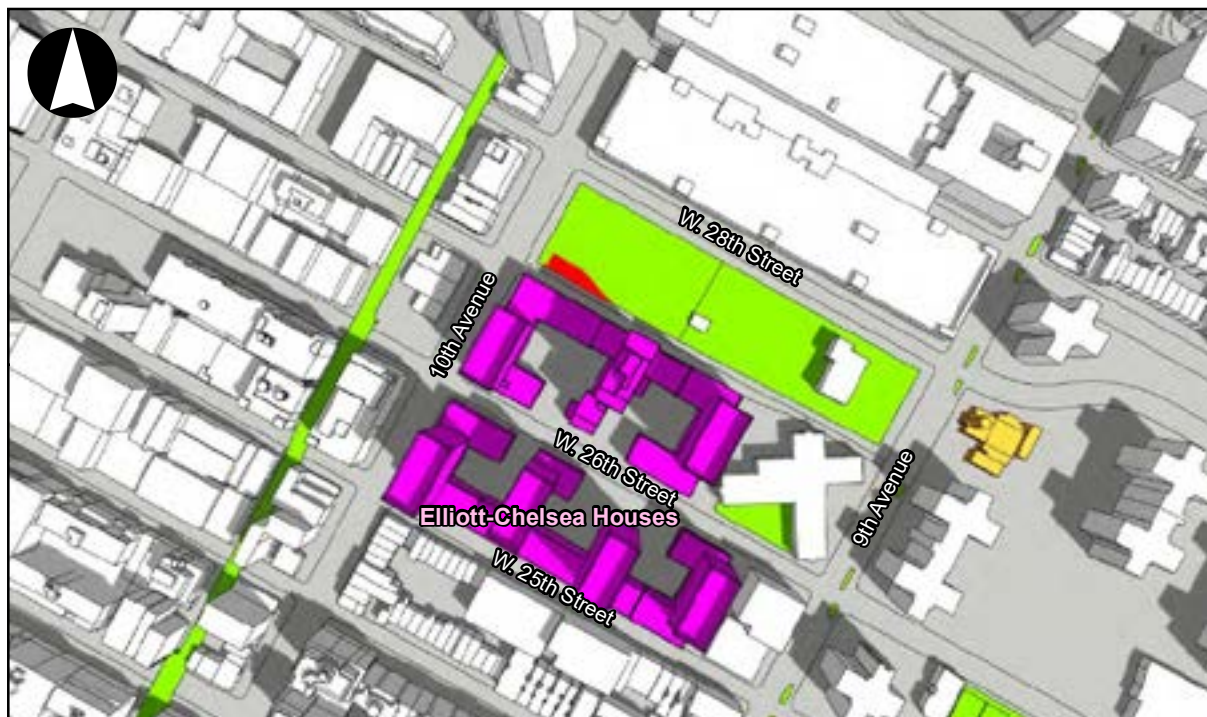 W. 28th Street
10th Avenue
W. 26th Street
9th Avenue
Elliott-Chelsea Houses
W. 25th Street